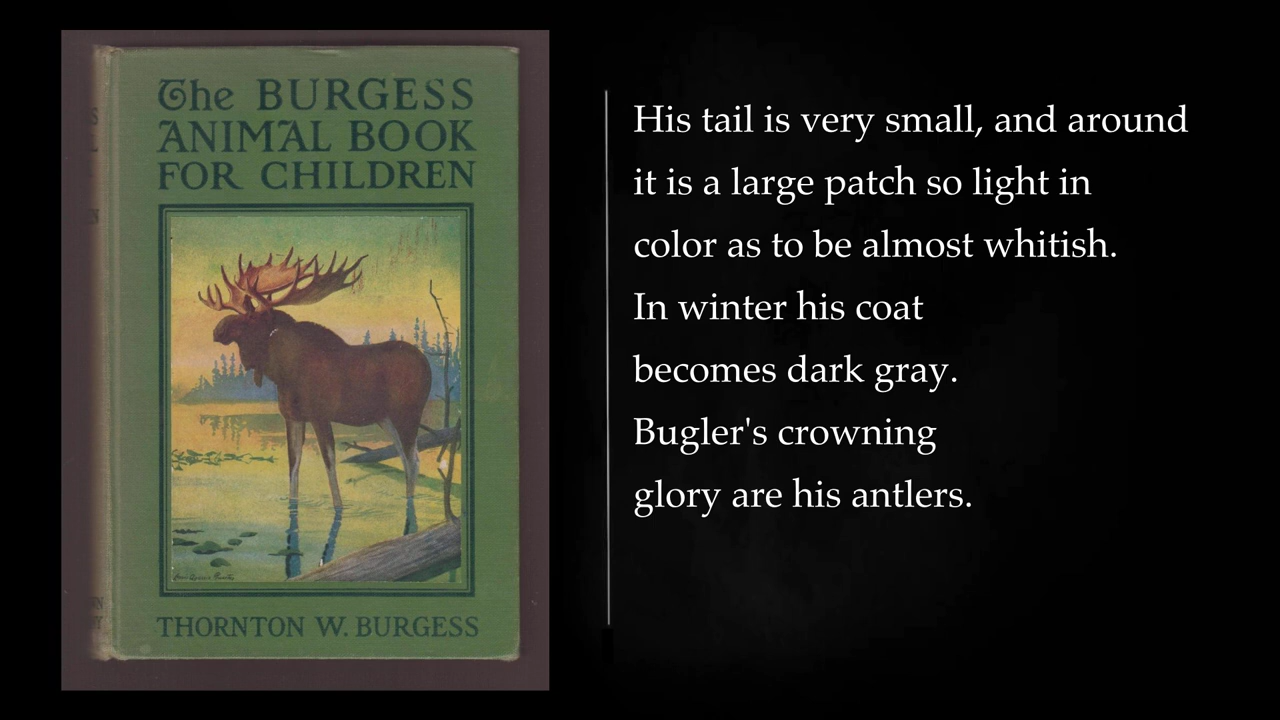 The BURGESS
ANIMAL BOOK
FOR CHILDREN
THORNTON W. BURGESS
His tail is very small, and around
it is a large patch so light in
color as to be almost whitish.
In winter his coat
becomes dark gray.
Bugler's crowning
glory are his antlers.